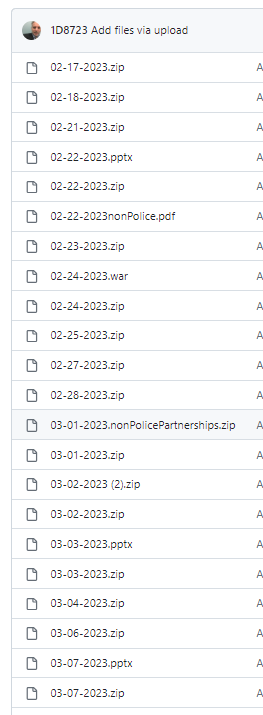 1D8723 Add files via upload
02-17-2023.zip A
02-18-2023.zip A
02-21-2023.zip A
02-22-2023.pptx A
02-22-2023.zip A
02-22-2023nonPolice.pdf A
02-23-2023.zip A
02-24-2023.war A
02-24-2023.zip A
02-25-2023.zip A
02-27-2023.zip A
02-28-2023.zip A
03-01-2023.nonPolicePartnerships.zip A
03-01-2023.zip A
03-02-2023 (2).zip A
03-02-2023.zip A
03-03-2023.pptx A
03-03-2023.zip A
03-04-2023.zip A
03-06-2023.zip A
03-07-2023.pptx A
03-07-2023.zip A